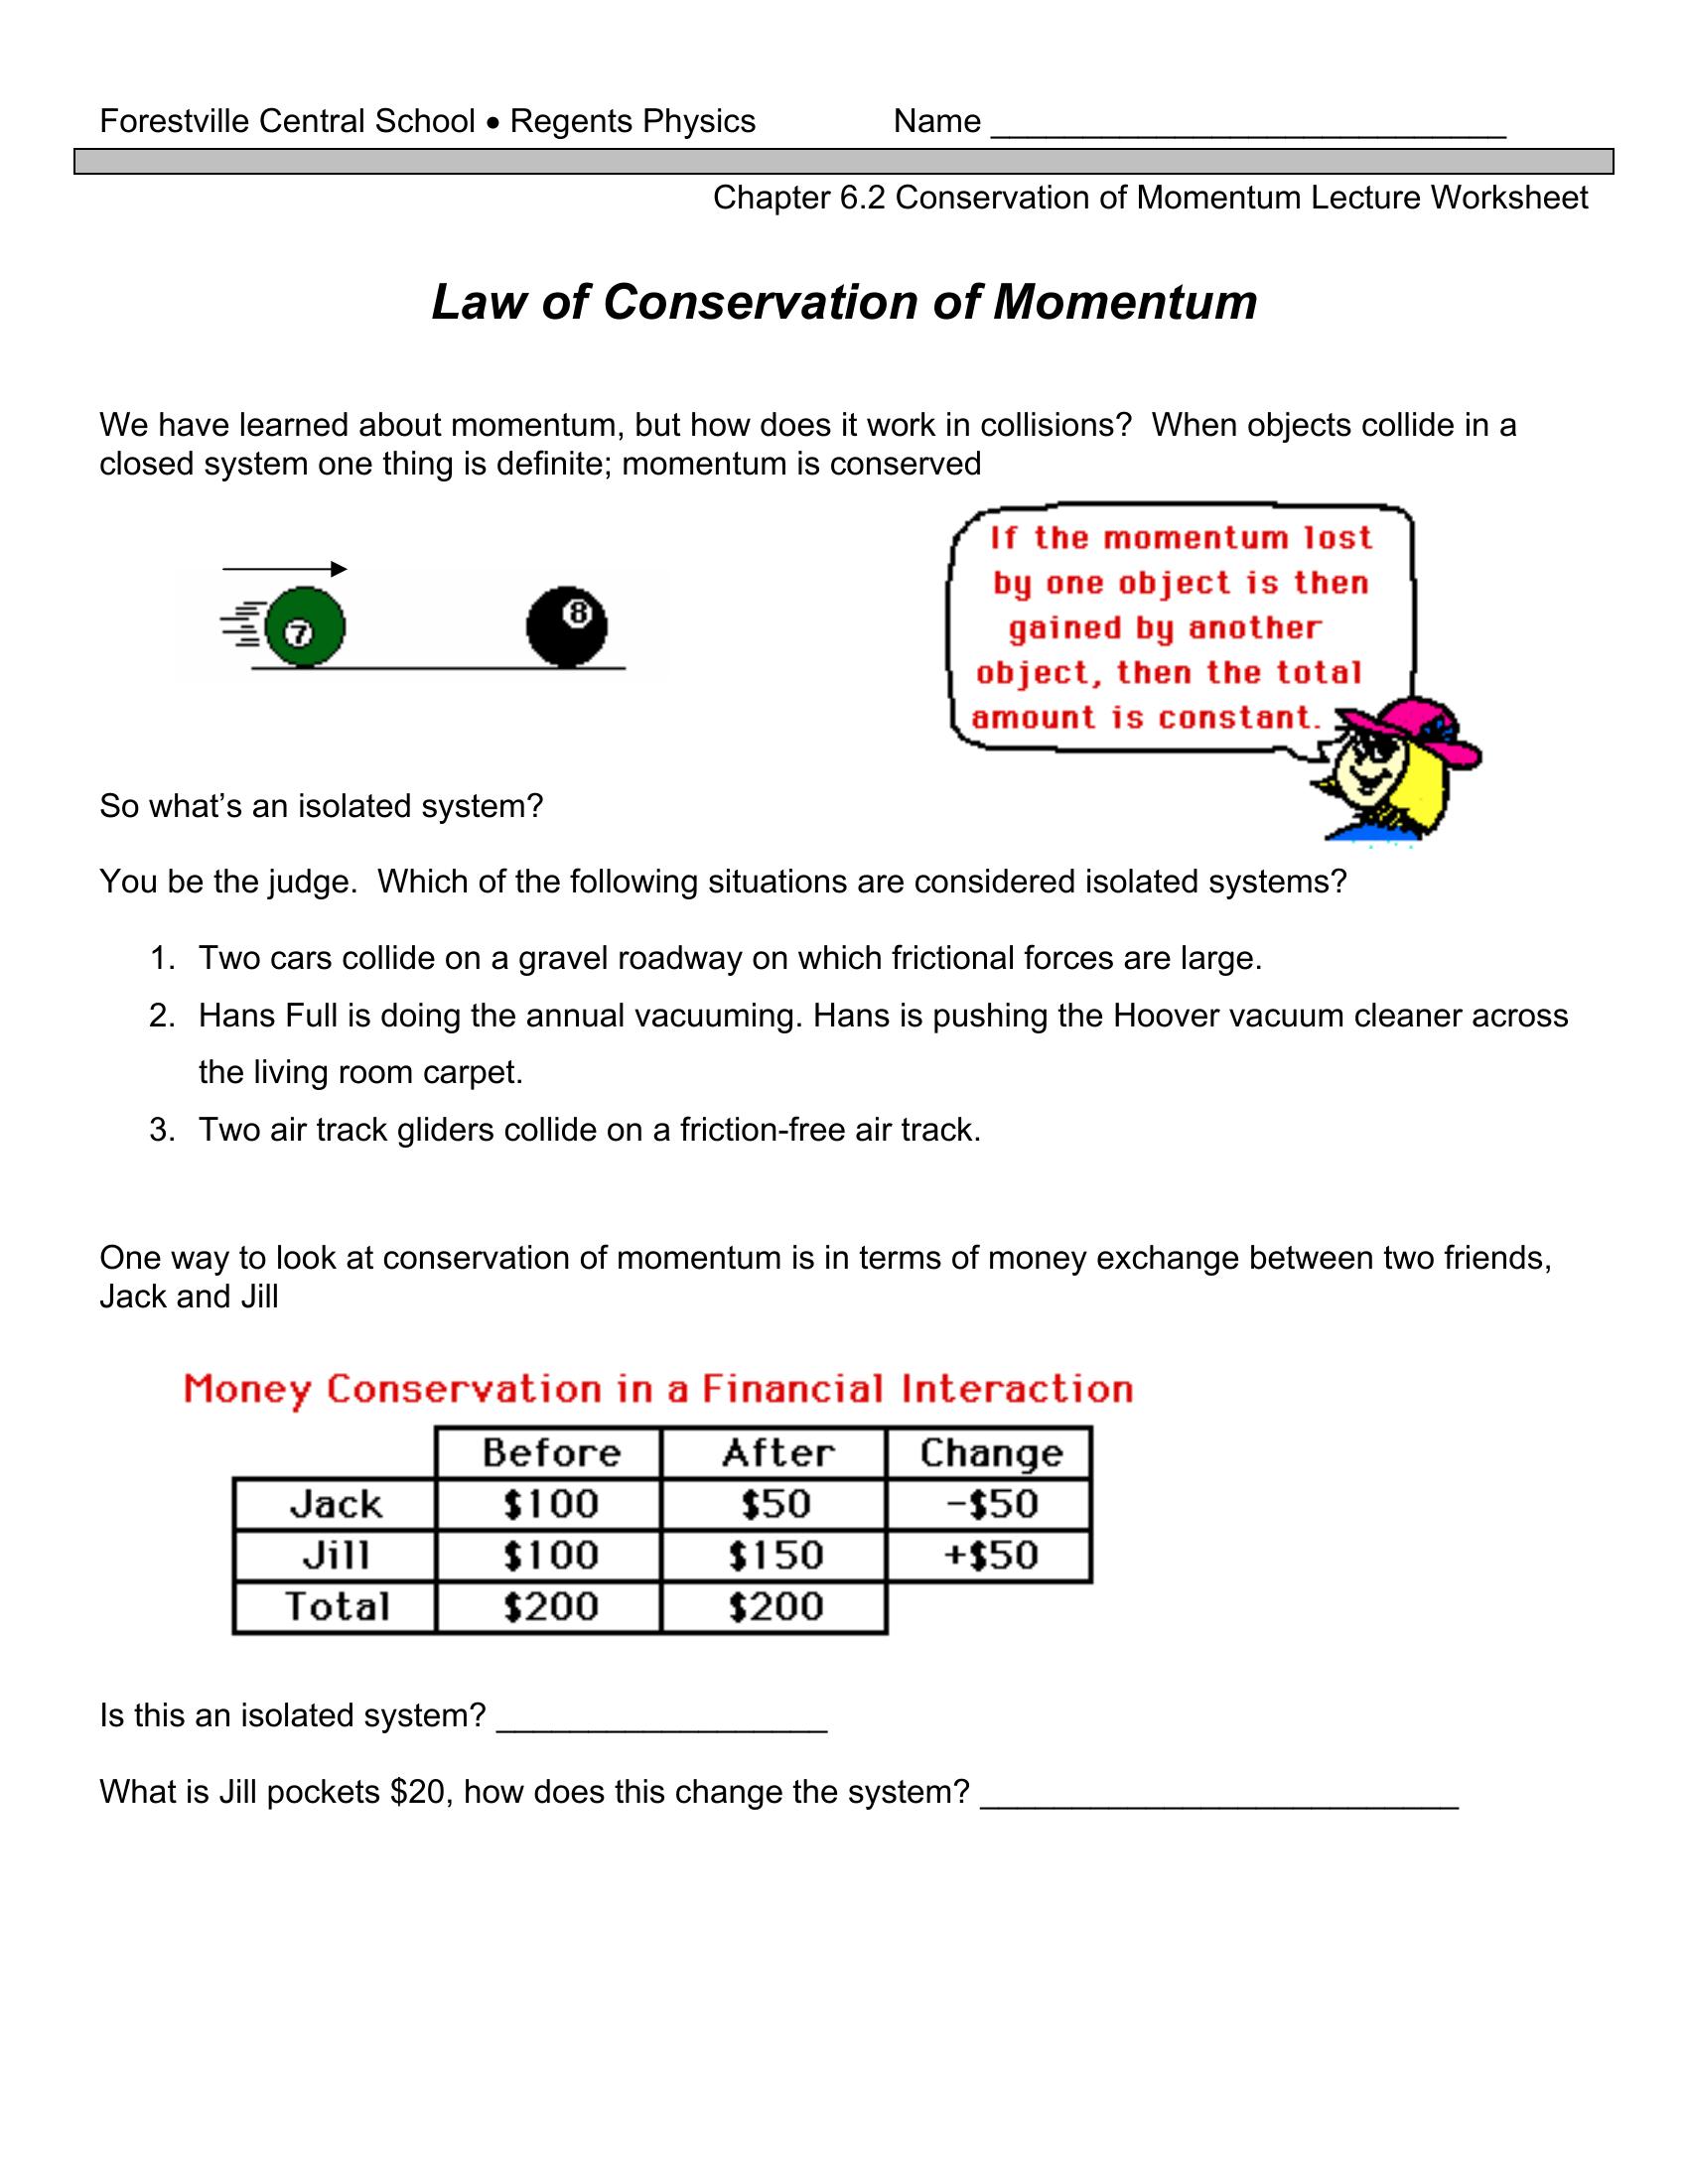 Forestville Central School • Regents Physics Name ____________________________
Chapter 6.2 Conservation of Momentum Lecture Worksheet
Law of Conservation of Momentum
We have learned about momentum, but how does it work in collisions? When objects collide in a
closed system one thing is definite; momentum is conserved
7
8
If the momentum lost
by one object is then
gained by another
object, then the total
amount is constant.
So what's an isolated system?
You be the judge. Which of the following situations are considered isolated systems?
1. Two cars collide on a gravel roadway on which frictional forces are large.
2. Hans Full is doing the annual vacuuming. Hans is pushing the Hoover vacuum cleaner across
the living room carpet.
3. Two air track gliders collide on a friction-free air track.
One way to look at conservation of momentum is in terms of money exchange between two friends,
Jack and Jill
Money Conservation in a Financial Interaction
Before After Change
Jack $100 $50 -$50
Jill $100 $150 +$50
Total $200 $200
Is this an isolated system? __________________
What is Jill pockets $20, how does this change the system? __________________________